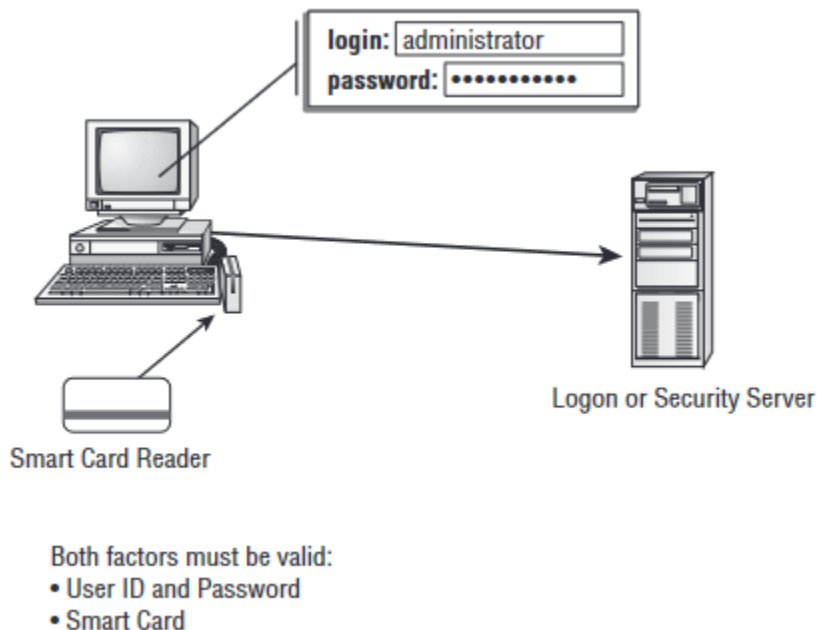 login: administrator
password: •••••••••••
Logon or Security Server
Smart Card Reader
Both factors must be valid:
• User ID and Password
• Smart Card